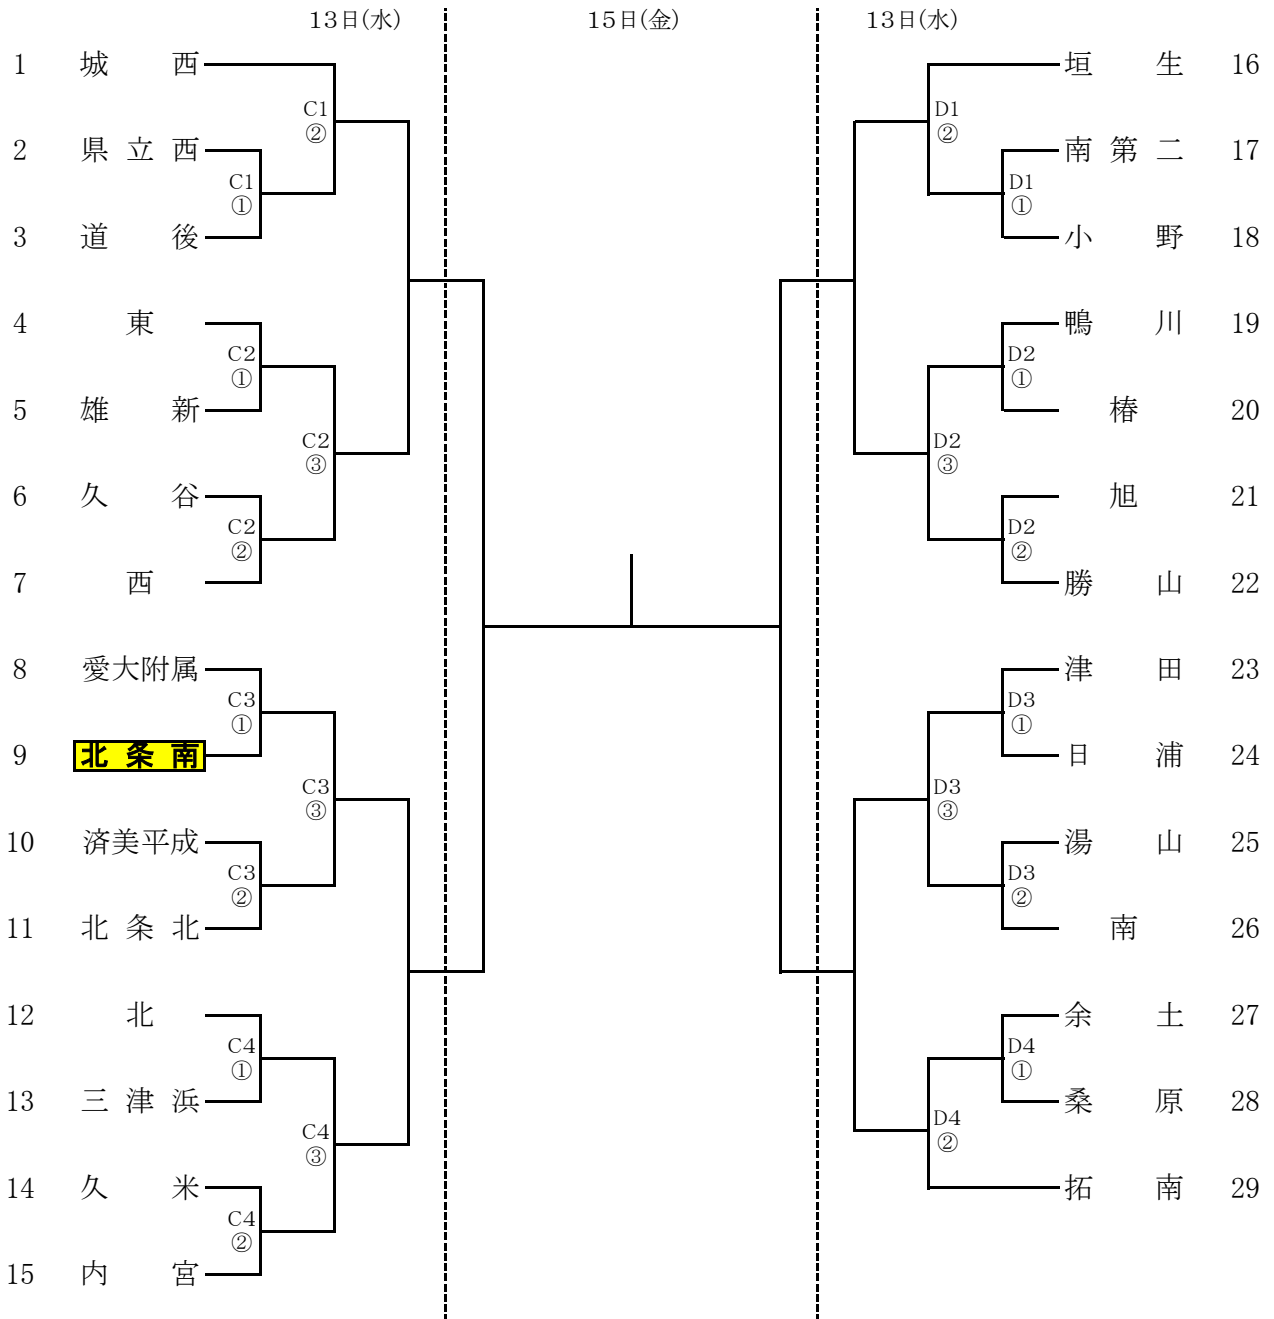 13日(水) 15日(金) 13日(水)
1 城西
C1
②
2 県立西
C1
①
3 道後
4 東
C2
①
5 雄新
C2
③
6 久谷
C2
②
7 西
8 愛大附属
C3
①
9 北条南
C3
③
10 済美平成
C3
②
11 北条北
12 北
C4
①
13 三津浜
C4
③
14 久米
C4
②
15 内宮
垣生 16
D1
②
南第二 17
D1
①
小野 18
鴨川 19
D2
①
椿 20
D2
③
旭 21
D2
②
勝山 22
津田 23
D3
①
日浦 24
D3
③
湯山 25
D3
②
南 26
余土 27
D4
①
桑原 28
D4
②
拓南 29